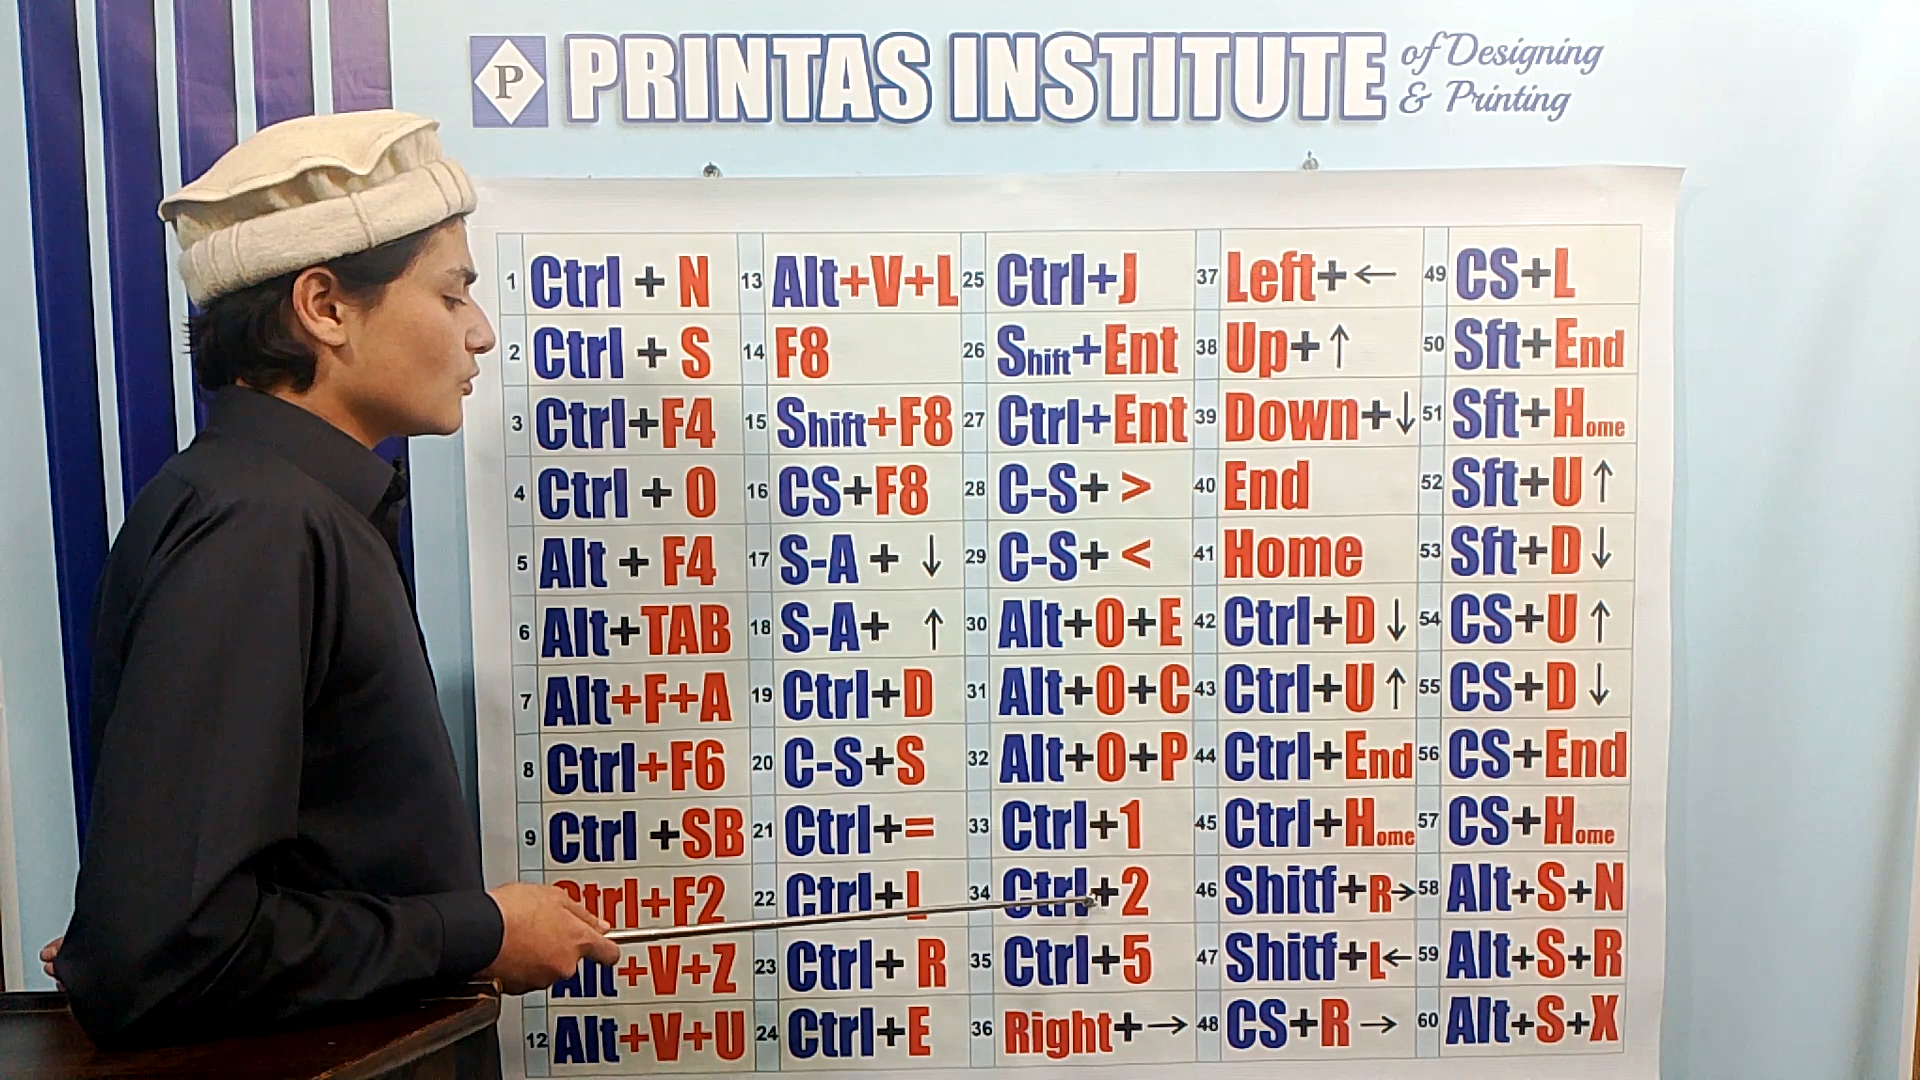 P PRINTAS INSTITUTE of Designing
& Printing
1 Ctrl + N
2 Ctrl + S
3 Ctrl+F4
4 Ctrl + O
5 Alt + F4
6 Alt+TAB
7 Alt+F+A
8 Ctrl+F6
9 Ctrl +SB
Ctrl+F2
Alt+V+Z
12 Alt+V+U
13 Alt+V+L
14 F8
15 Shift+F8
16 CS+F8
17 S-A + ↓
18 S-A+ ↑
19 Ctrl+D
20 C-S+S
21 Ctrl+=
22 Ctrl+L
23 Ctrl+ R
24 Ctrl+E
25 Ctrl+J
26 Shift+Ent
27 Ctrl+Ent
28 C-S+ >
29 C-S+ <
30 Alt+O+E
31 Alt+O+C
32 Alt+O+P
33 Ctrl+1
34 Ctrl+2
35 Ctrl+5
36 Right+→
37 Left+←
38 Up+↑
39 Down+↓
40 End
41 Home
42 Ctrl+D↓
43 Ctrl+U↑
44 Ctrl+End
45 Ctrl+Home
46 Shitf+R→
47 Shitf+L←
48 CS+R→
49 CS+L
50 Sft+End
51 Sft+Home
52 Sft+U↑
53 Sft+D↓
54 CS+U↑
55 CS+D↓
56 CS+End
57 CS+Home
58 Alt+S+N
59 Alt+S+R
60 Alt+S+X